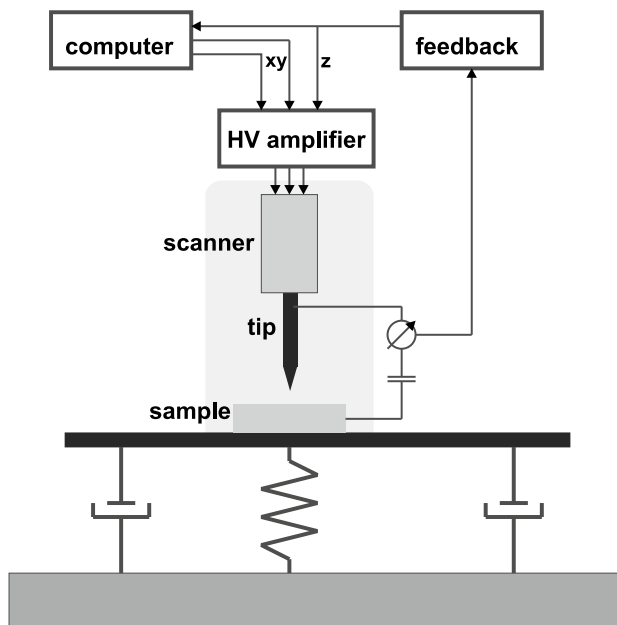 computer
feedback
xy
z
HV amplifier
scanner
tip
sample